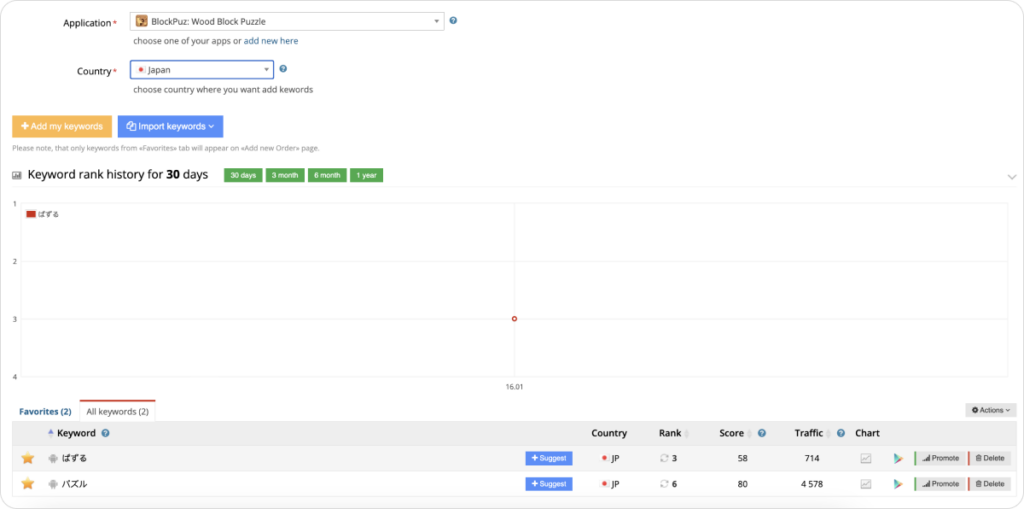 Application*
BlockPuz: Wood Block Puzzle
choose one of your apps or add new here
Country*
Japan
choose country where you want add kewords
Add my keywords
Import keywords
Please note, that only keywords from «Favorites» tab will appear on «Add new Order» page.
Keyword rank history for 30 days
30 days 3 month 6 month 1 year
1
ぱずる
2
3
4
16.01
Favorites (2) All keywords (2) Actions
Keyword Country Rank Score Traffic Chart
ぱずる Suggest JP 3 58 714 Promote Delete
パズル Suggest JP 6 80 4 578 Promote Delete